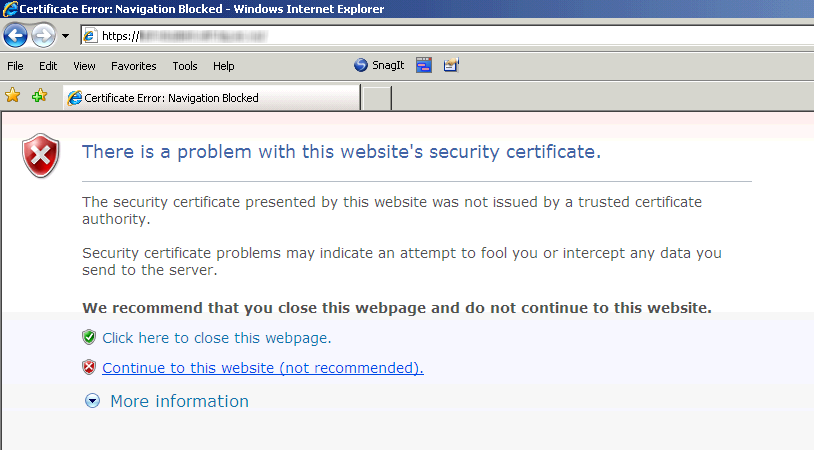 Certificate Error: Navigation Blocked - Windows Internet Explorer
https://
File Edit View Favorites Tools Help SnagIt
Certificate Error: Navigation Blocked
There is a problem with this website's security certificate.
The security certificate presented by this website was not issued by a trusted certificate
authority.
Security certificate problems may indicate an attempt to fool you or intercept any data you
send to the server.
We recommend that you close this webpage and do not continue to this website.
Click here to close this webpage.
Continue to this website (not recommended).
More information